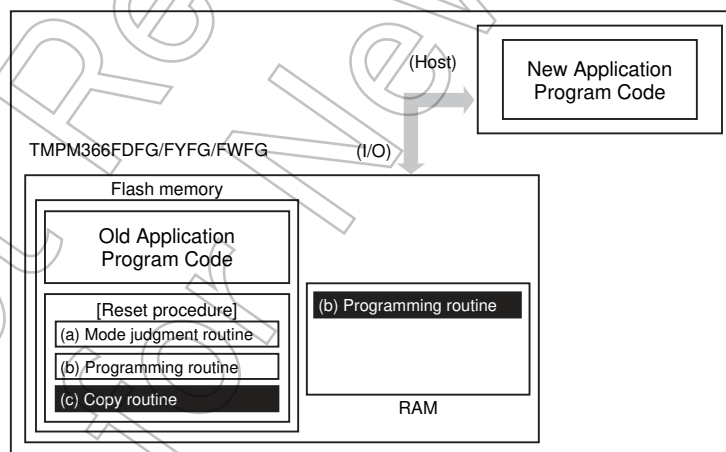 (Host)
New Application
Program Code
TMPM366FDFG/FYFG/FWFG
(I/O)
Flash memory
Old Application
Program Code
[Reset procedure]
(a) Mode judgment routine
(b) Programming routine
(c) Copy routine
(b) Programming routine
RAM